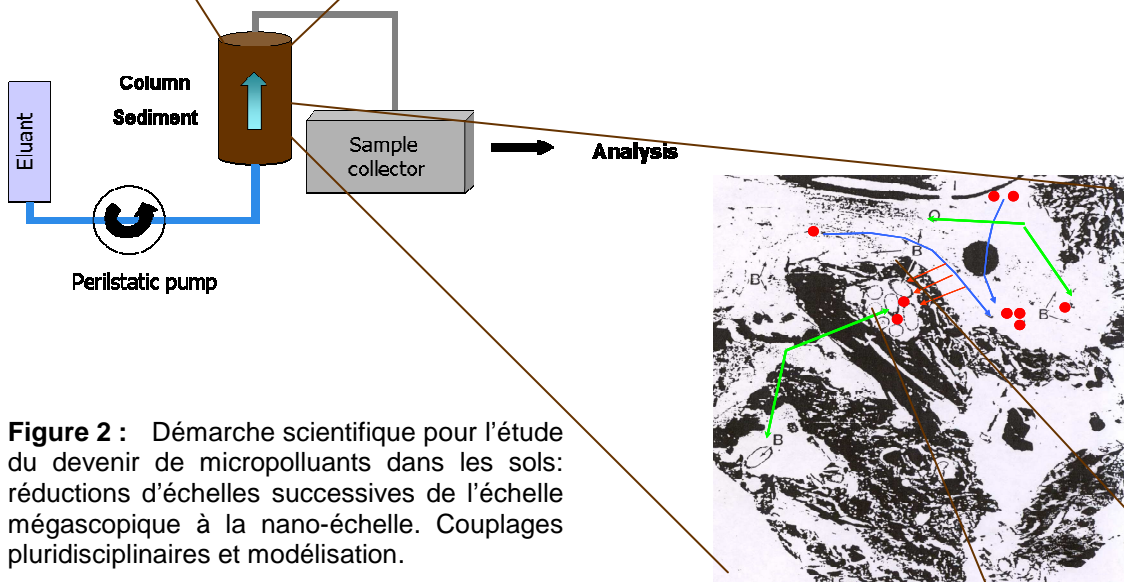 Column
Sediment
Eluant
Sample
collector
Analysis
Perilstatic pump
I
O
B
B
B
B
Figure 2 : Démarche scientifique pour l’étude
du devenir de micropolluants dans les sols:
réductions d’échelles successives de l’échelle
mégascopique à la nano-échelle. Couplages
pluridisciplinaires et modélisation.